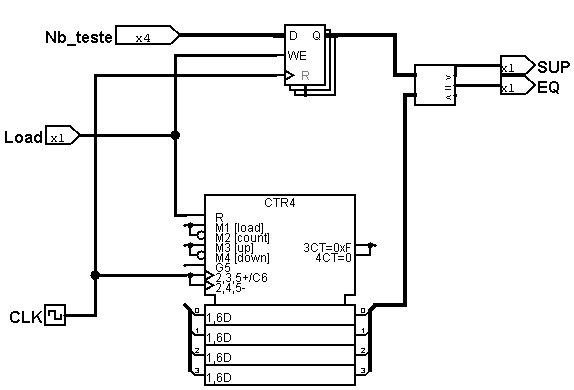 Nb_teste x4
D Q
WE
R
> = <
x1 SUP
x1 EQ
Load x1
CTR4
R
M1 [load]
M2 [count]
M3 [up] 3CT=0xF
M4 [down] 4CT=0
G5
2,3,5+/C6
2,4,5-
CLK
0 1,6D 0
1 1,6D 1
2 1,6D 2
3 1,6D 3